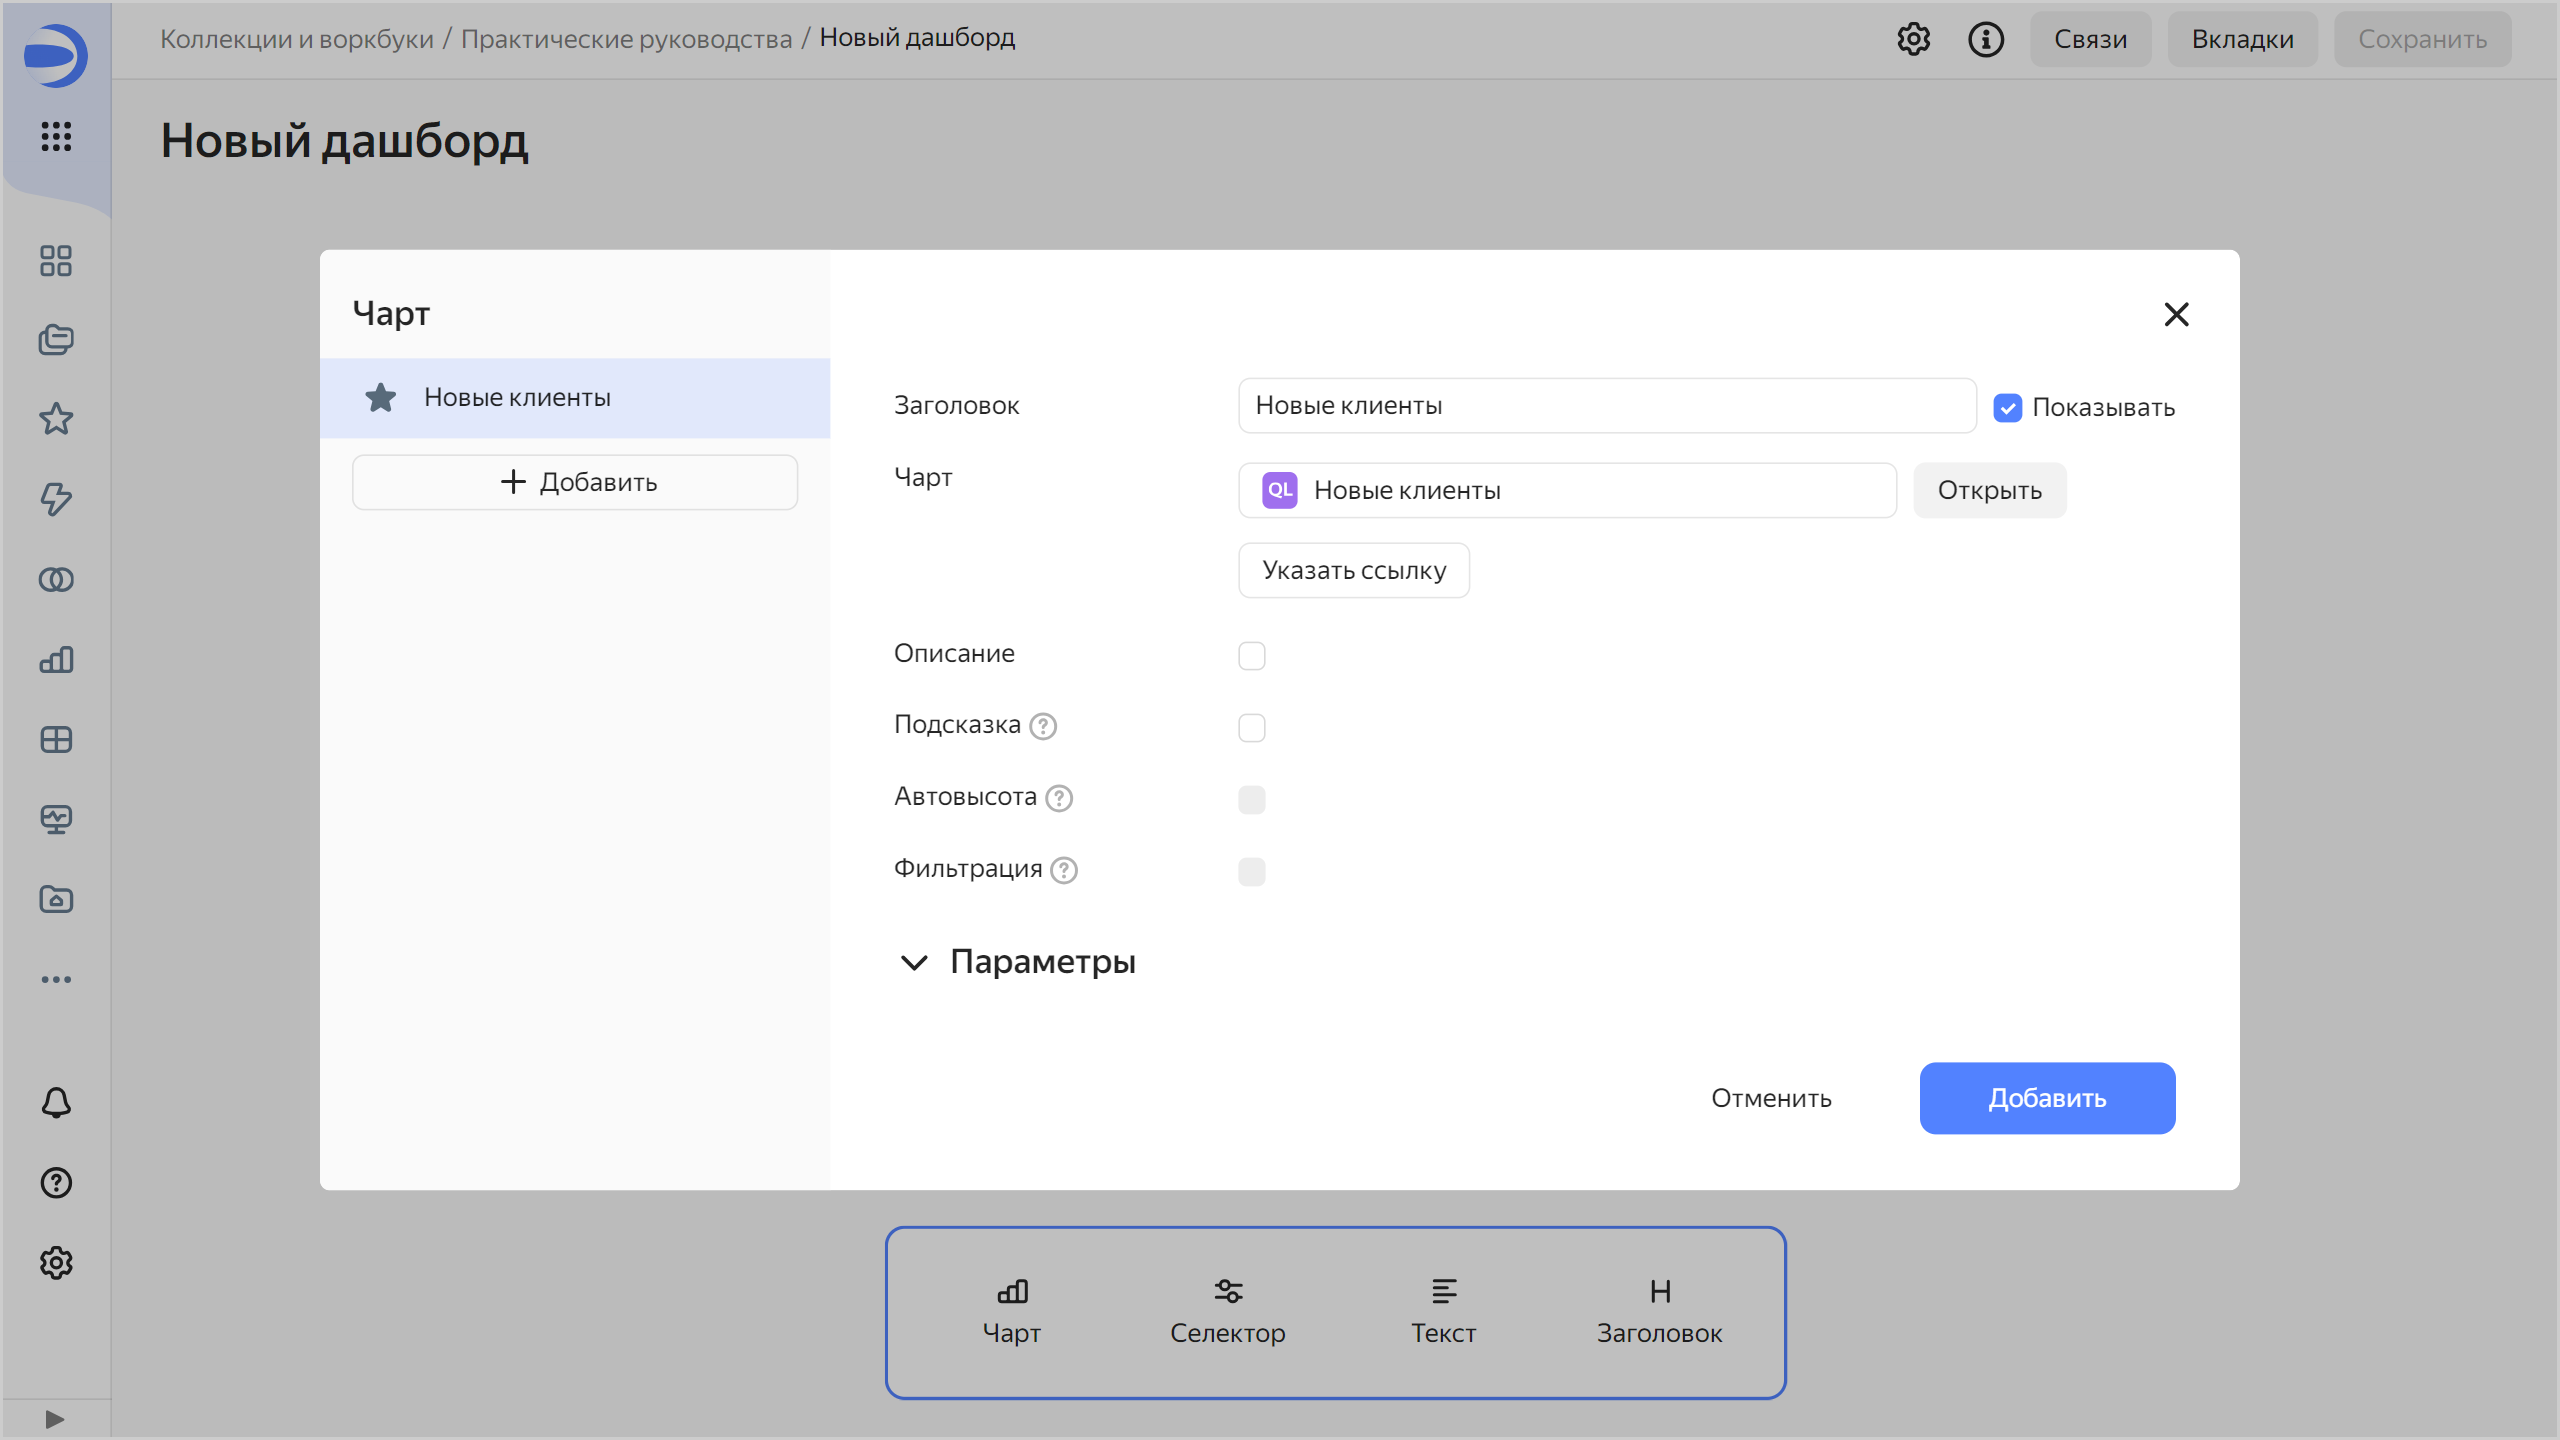 Коллекции и воркбуки / Практические руководства / Новый дашборд
Связи
Вкладки
Сохранить
Новый дашборд
Чарт
Новые клиенты
Добавить
Заголовок
Новые клиенты
Показывать
Чарт
QL Новые клиенты
Открыть
Указать ссылку
Описание
Подсказка
Автовысота
Фильтрация
Параметры
Отменить
Добавить
Чарт
Селектор
Текст
H
Заголовок